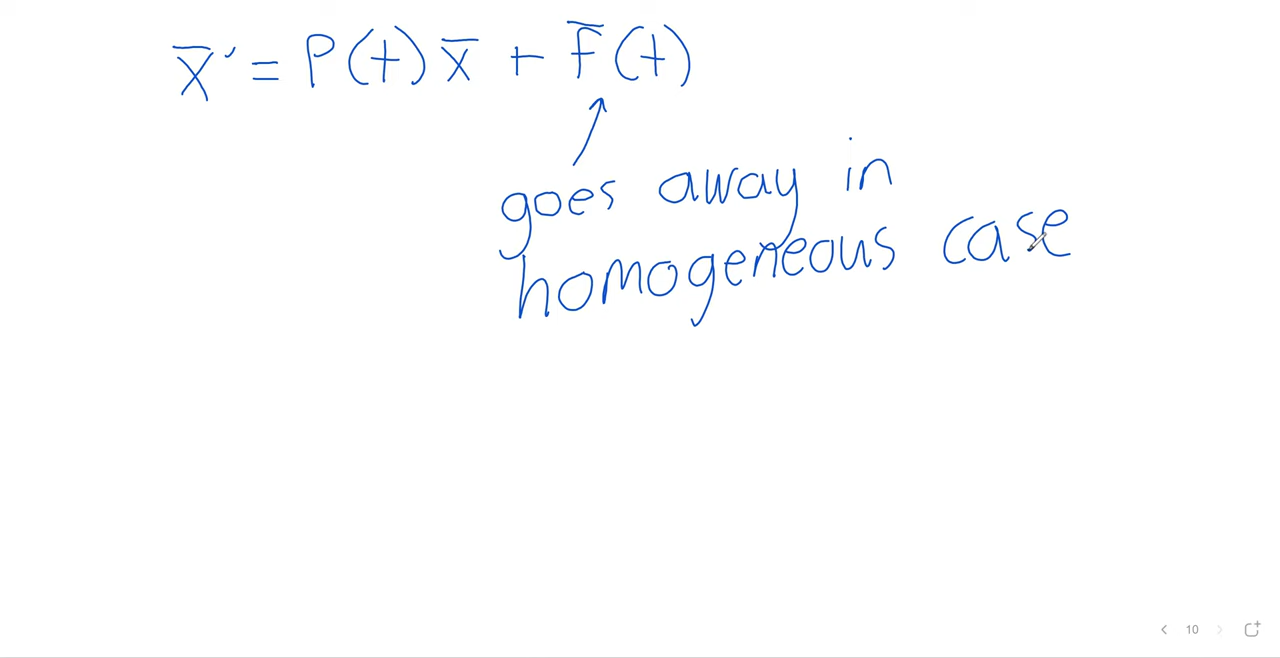 x̄' = P(t) x̄ + F̄(t)
goes away in
homogeneous case
10